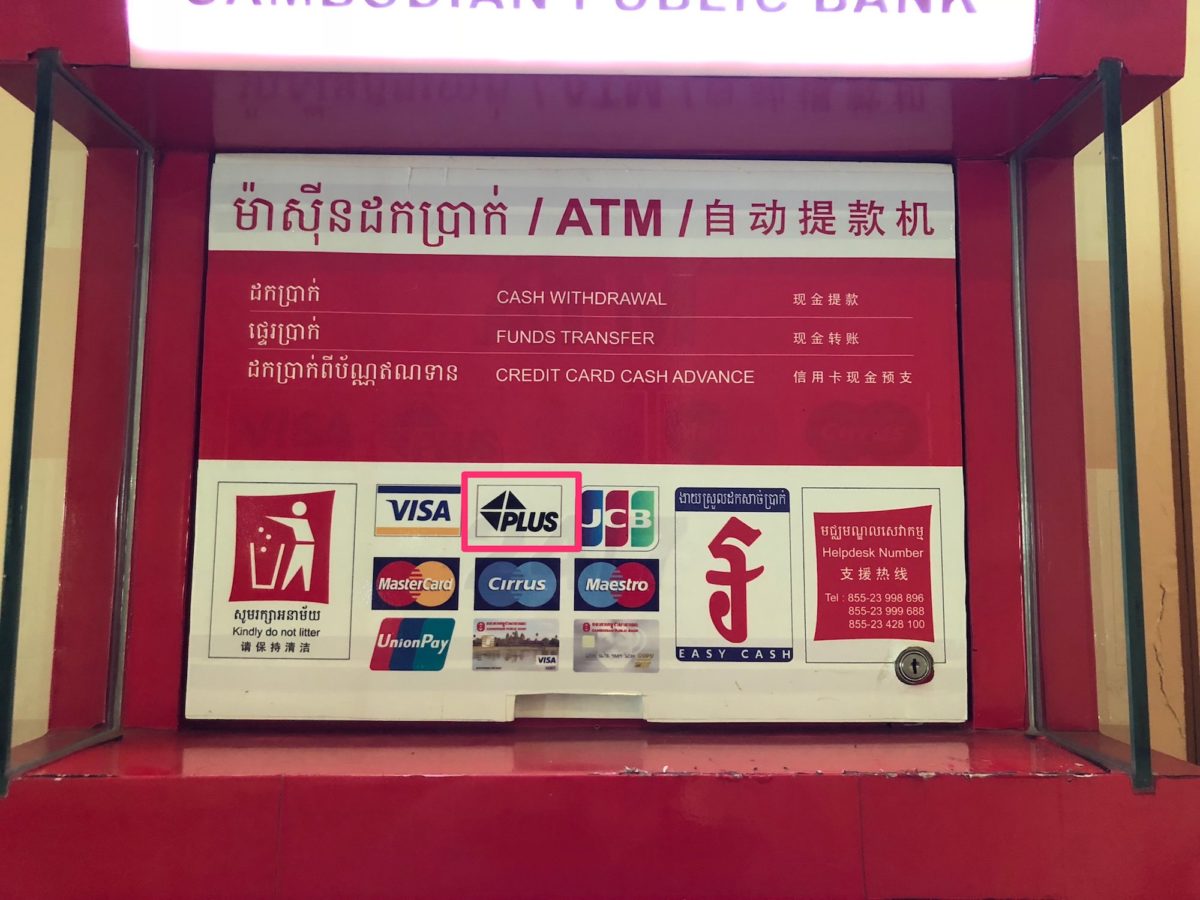 CAMBODIAN PUBLIC BANK
ម៉ាស៊ីនដកប្រាក់ / ATM / 自动提款机
ដកប្រាក់ CASH WITHDRAWAL 现金提款
ផ្ទេរប្រាក់ FUNDS TRANSFER 现金转账
ដកប្រាក់ពីប័ណ្ណឥណទាន CREDIT CARD CASH ADVANCE 信用卡现金预支
សូមរក្សាអនាម័យ
Kindly do not litter
请保持清洁
VISA PLUS JCB
MasterCard Cirrus Maestro
UnionPay
VISA
ងាយស្រួលដកសាច់ប្រាក់
EASY CASH
មជ្ឈមណ្ឌលសេវាកម្ម
Helpdesk Number
支援热线
Tel : 855-23 998 896
855-23 999 688
855-23 428 100